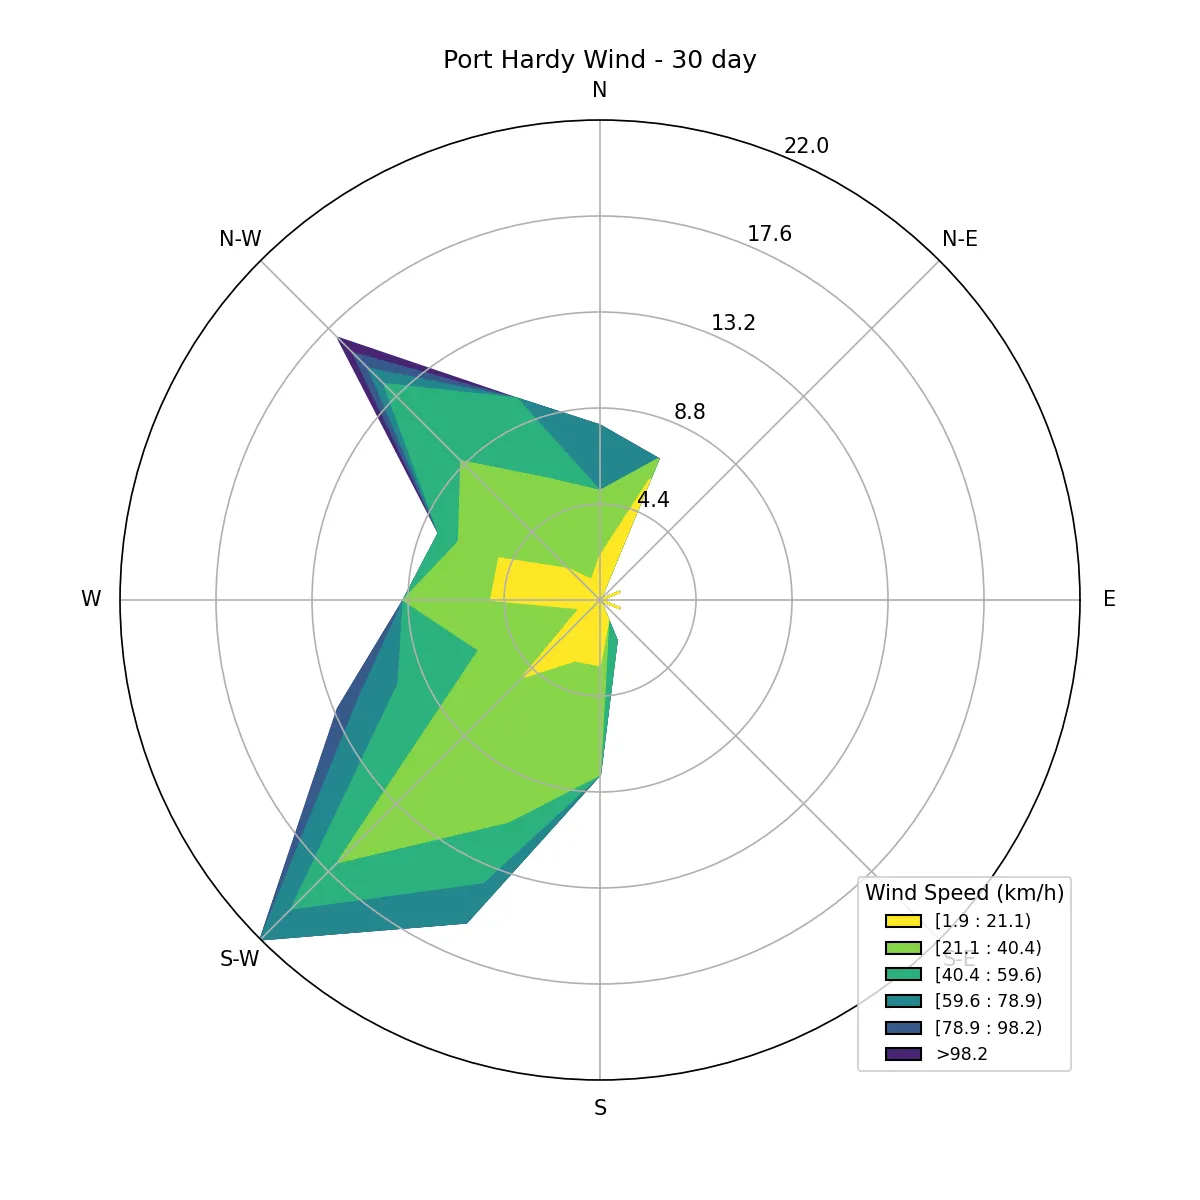 Port Hardy Wind - 30 day
N
22.0
N-W
N-E
17.6
13.2
8.8
4.4
W
E
S-W
S-E
S
Wind Speed (km/h)
[1.9 : 21.1)
[21.1 : 40.4)
[40.4 : 59.6)
[59.6 : 78.9)
[78.9 : 98.2)
>98.2